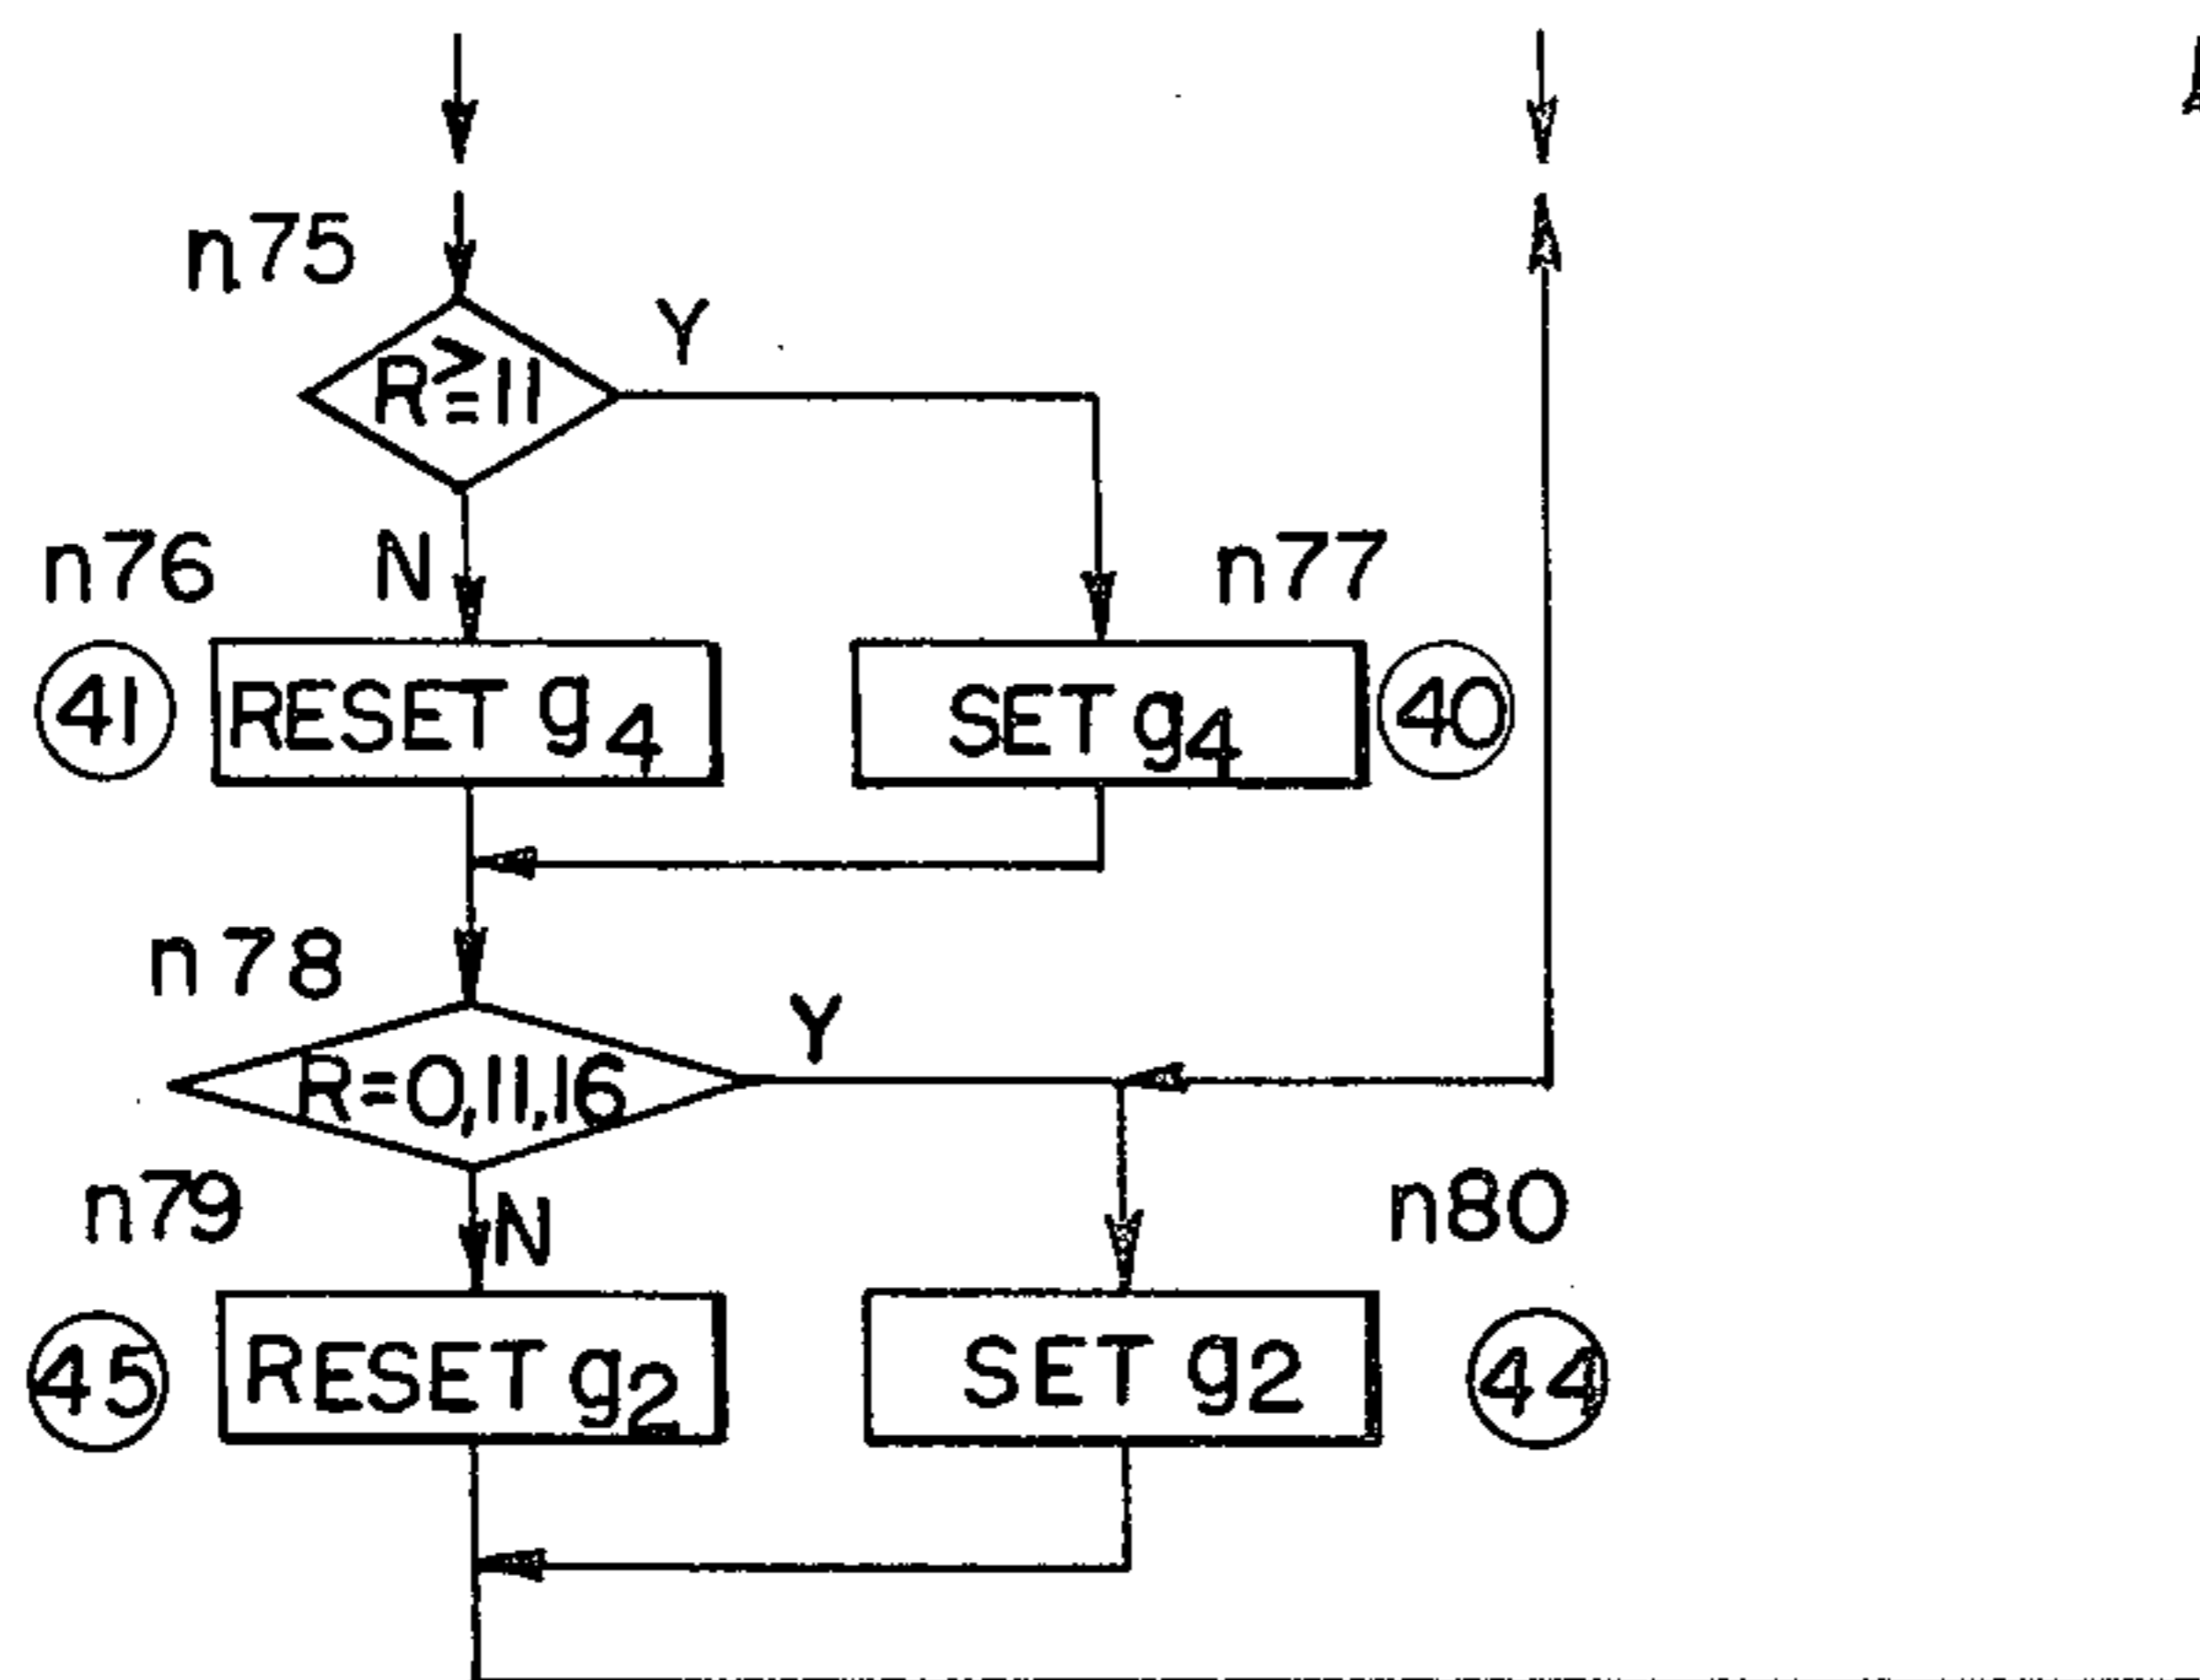 n75
Y
R≧11
n76
N
n77
41
RESET g4
SET g4
40
n78
Y
R=0,11,16
n79
N
n80
45
RESET g2
SET g2
44